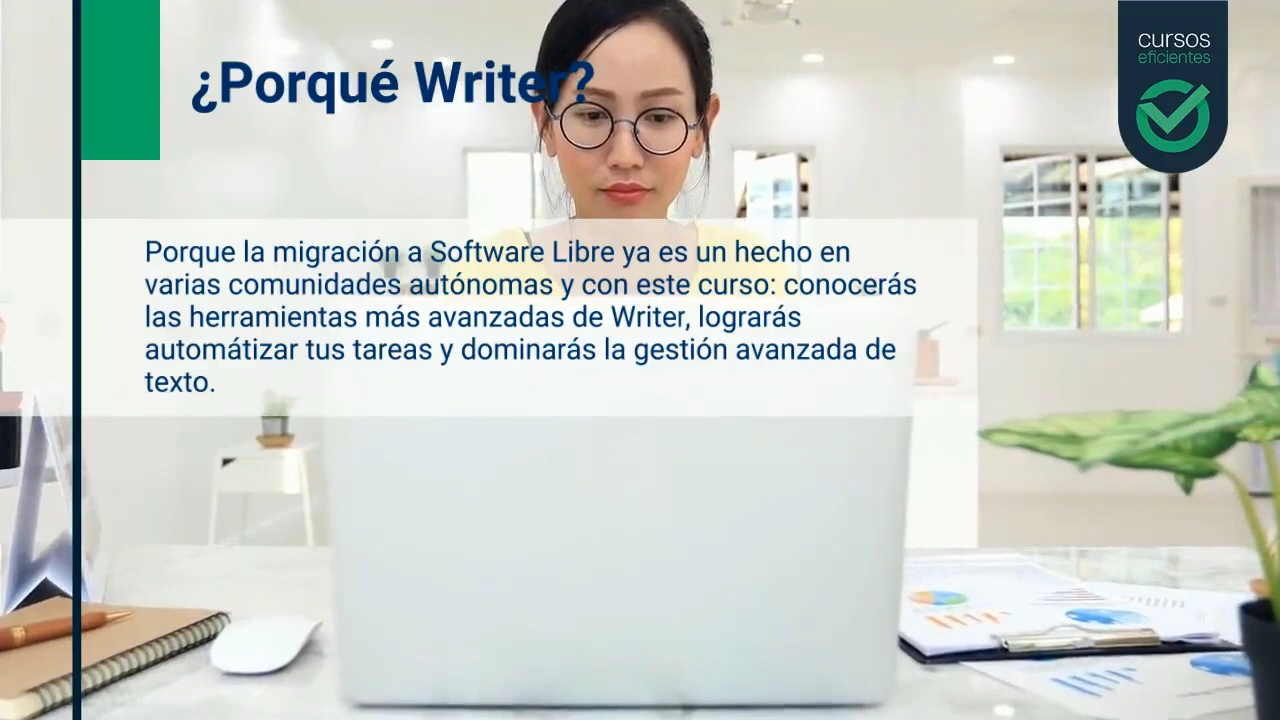 ¿Porqué Writer?
cursos
eficientes
Porque la migración a Software Libre ya es un hecho en
varias comunidades autónomas y con este curso: conocerás
las herramientas más avanzadas de Writer, lograrás
automátizar tus tareas y dominarás la gestión avanzada de
texto.